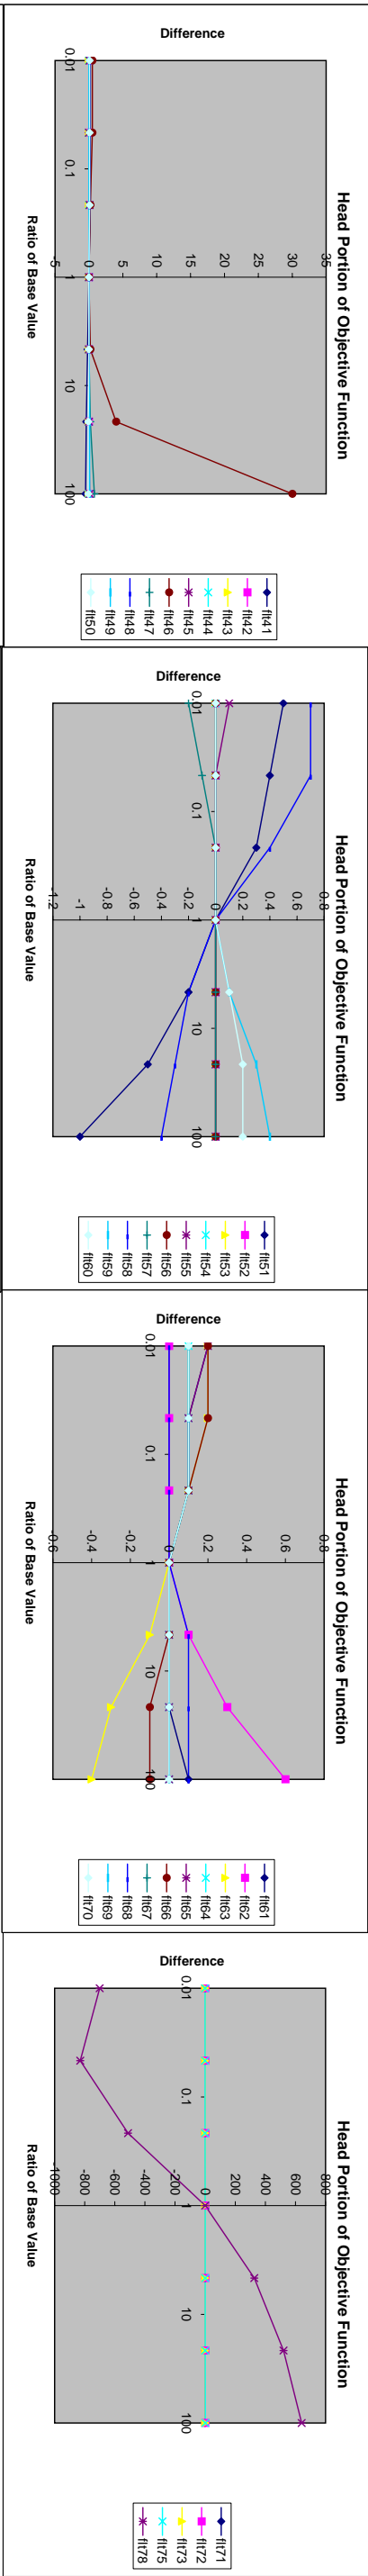 Head Portion of Objective Function
35
30
25
20
15
10
5
0
-5
0.01
0.1
1
10
100
Difference
Ratio of Base Value
flt41
flt42
flt43
flt44
flt45
flt46
flt47
flt48
flt49
flt50
Head Portion of Objective Function
0.8
0.6
0.4
0.2
0
-0.2
-0.4
-0.6
-0.8
-1
-1.2
0.01
0.1
1
10
100
Difference
Ratio of Base Value
flt51
flt52
flt53
flt54
flt55
flt56
flt57
flt58
flt59
flt60
Head Portion of Objective Function
0.8
0.6
0.4
0.2
0
-0.2
-0.4
-0.6
0.01
0.1
1
10
100
Difference
Ratio of Base Value
flt61
flt62
flt63
flt64
flt65
flt66
flt67
flt68
flt69
flt70
Head Portion of Objective Function
800
600
400
200
0
-200
-400
-600
-800
-1000
0.01
0.1
1
10
100
Difference
Ratio of Base Value
flt71
flt72
flt73
flt75
flt78